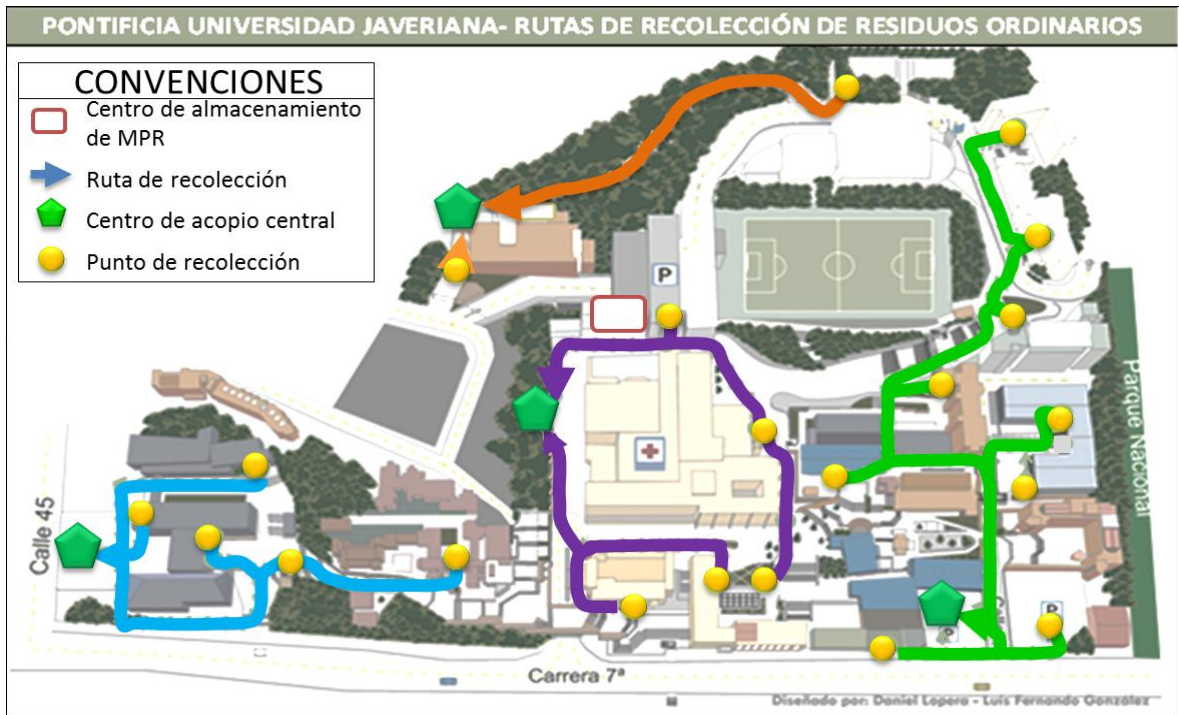 PONTIFICIA UNIVERSIDAD JAVERIANA- RUTAS DE RECOLECCIÓN DE RESIDUOS ORDINARIOS
CONVENCIONES
Centro de almacenamiento
de MPR
Ruta de recolección
Centro de acopio central
Punto de recolección
P
Parque Nacional
Calle 45
P
Carrera 7ª
Diseñado por: Daniel Lopera - Luis Fernando González